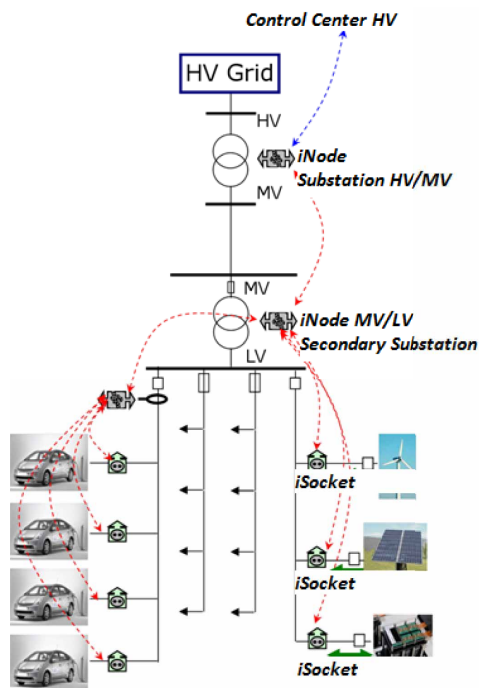 Control Center HV
HV Grid
HV
iNode
Substation HV/MV
MV
MV
iNode MV/LV
Secondary Substation
LV
iSocket
iSocket
iSocket